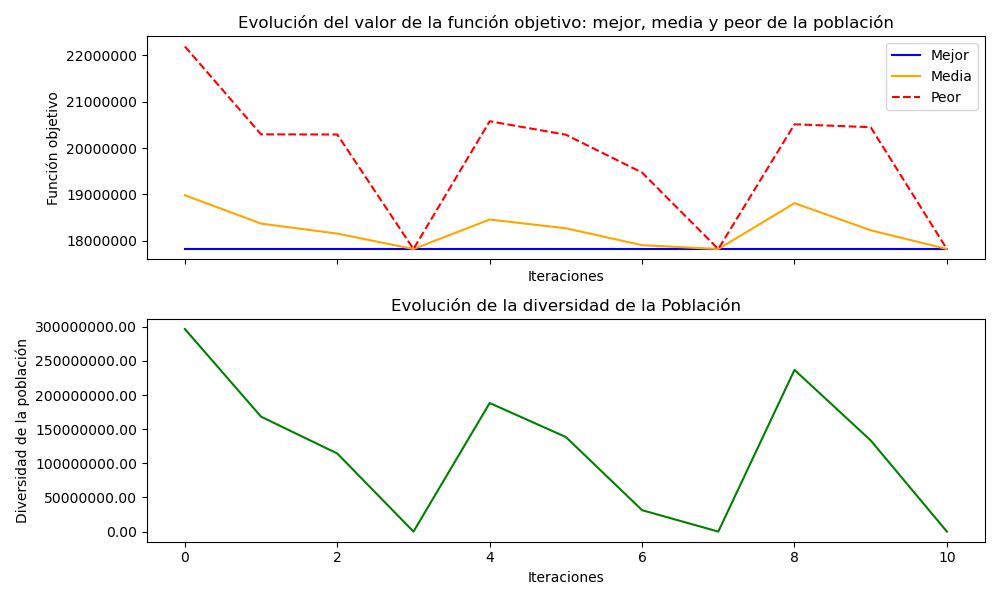 Evolución del valor de la función objetivo: mejor, media y peor de la población
Función objetivo
22000000
21000000
20000000
19000000
18000000
Mejor
Media
Peor
Iteraciones
Evolución de la diversidad de la Población
Diversidad de la población
300000000.00
250000000.00
200000000.00
150000000.00
100000000.00
50000000.00
0.00
0 2 4 6 8 10
Iteraciones